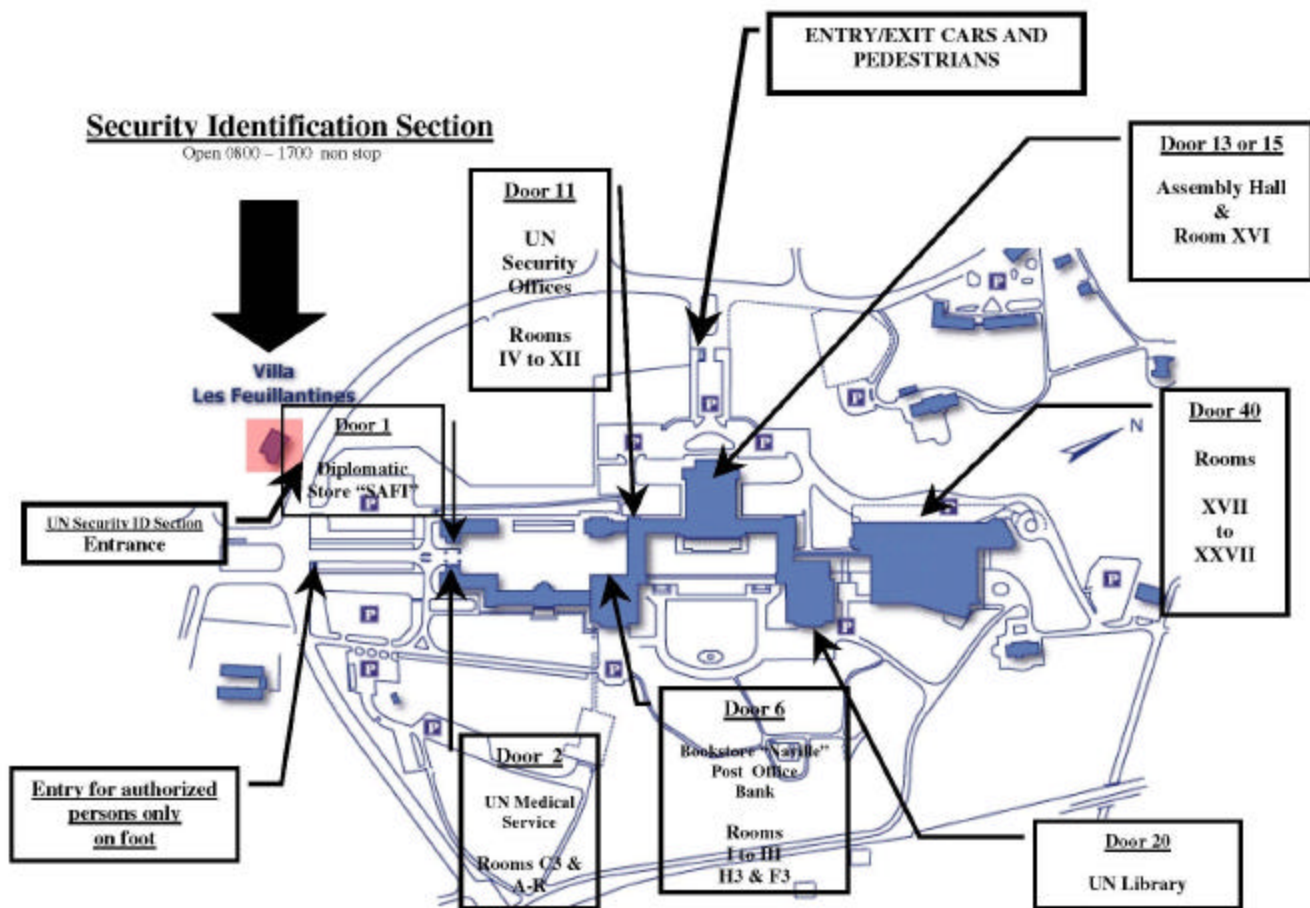 ENTRY/EXIT CARS AND
PEDESTRIANS
Security Identification Section
Open 0800 – 1700 non stop
Door 13 or 15
Assembly Hall
&
Room XVI
Door 11
UN
Security
Offices
Rooms
IV to XII
Villa
Les Feuillantines
Door 1
Diplomatic
Store "SAFI"
Door 40
Rooms
XVII
to
XXVII
N
UN Security ID Section
Entrance
P
P
P
P
P
P
P
P
P
P
P
P
P
Entry for authorized
persons only
on foot
Door 2
UN Medical
Service
Rooms C3 &
A-R
Door 6
Bookstore "Naville"
Post Office
Bank
Rooms
I to III
H3 & F3
Door 20
UN Library